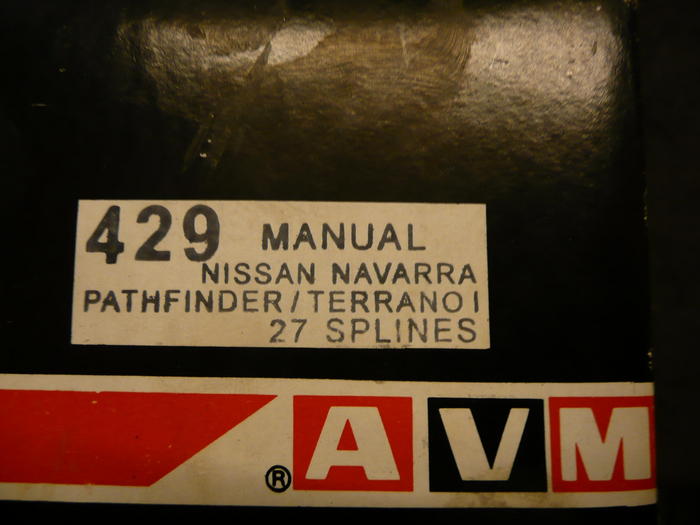 429 MANUAL
NISSAN NAVARRA
PATHFINDER/TERRANO I
27 SPLINES
® AVM